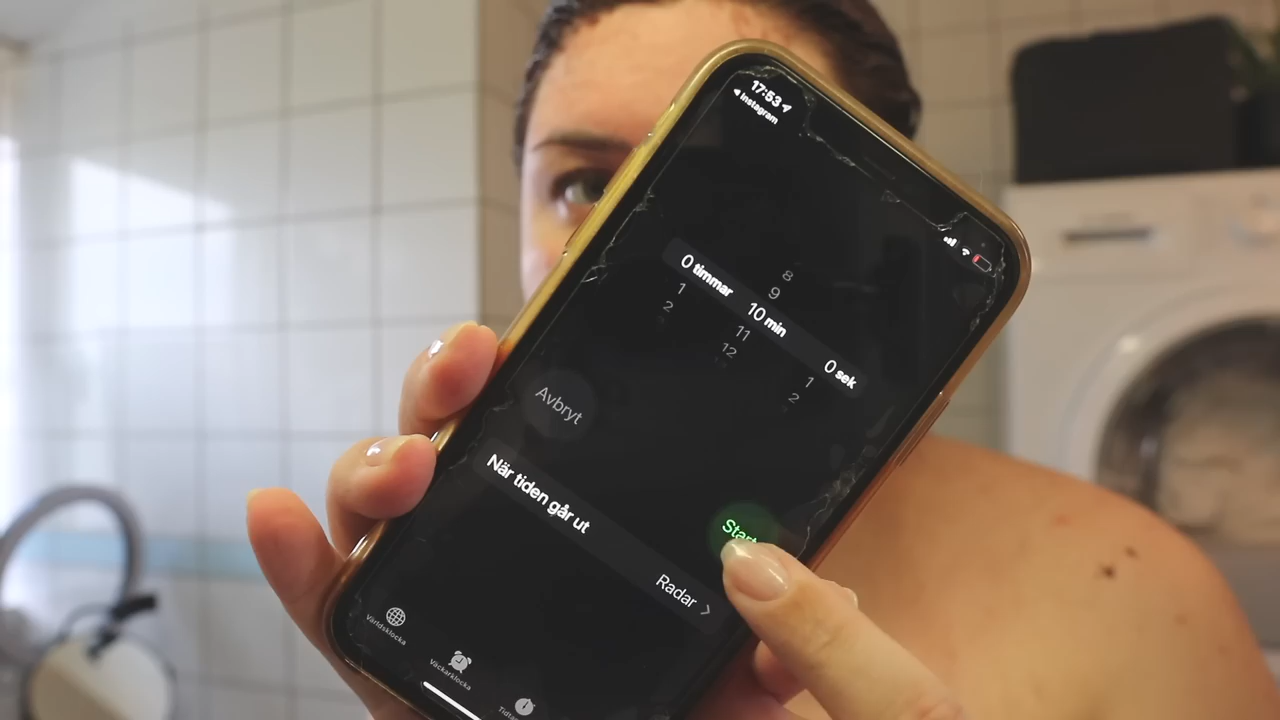 17:53
Instagram
8
9
0 timmar 10 min 0 sek
1 11 1
2 12 2
Avbryt
Start
När tiden går ut
Radar
Världsklocka
Väckarklocka